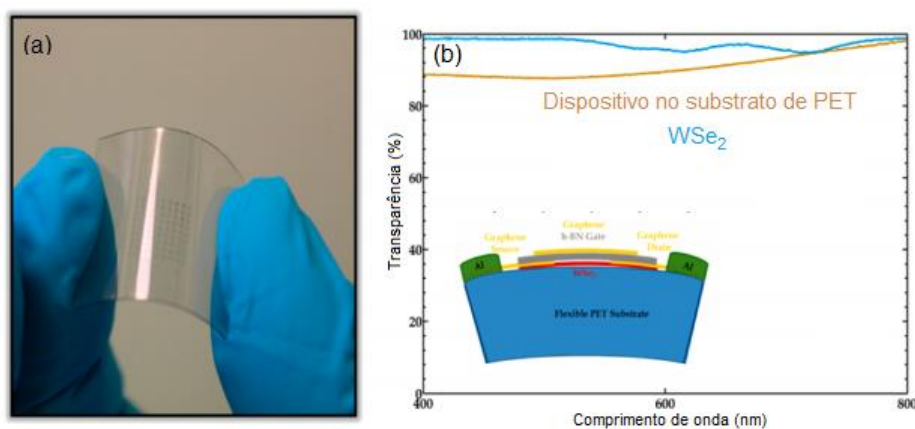 (a)
(b)
Dispositivo no substrato de PET
WSe₂
Transparência (%)
100
80
60
40
20
0
400
600
800
Comprimento de onda (nm)
Graphene
h-BN Gate
Graphene
Source
Graphene
Drain
Al
WSe₂
Al
Flexible PET Substrate